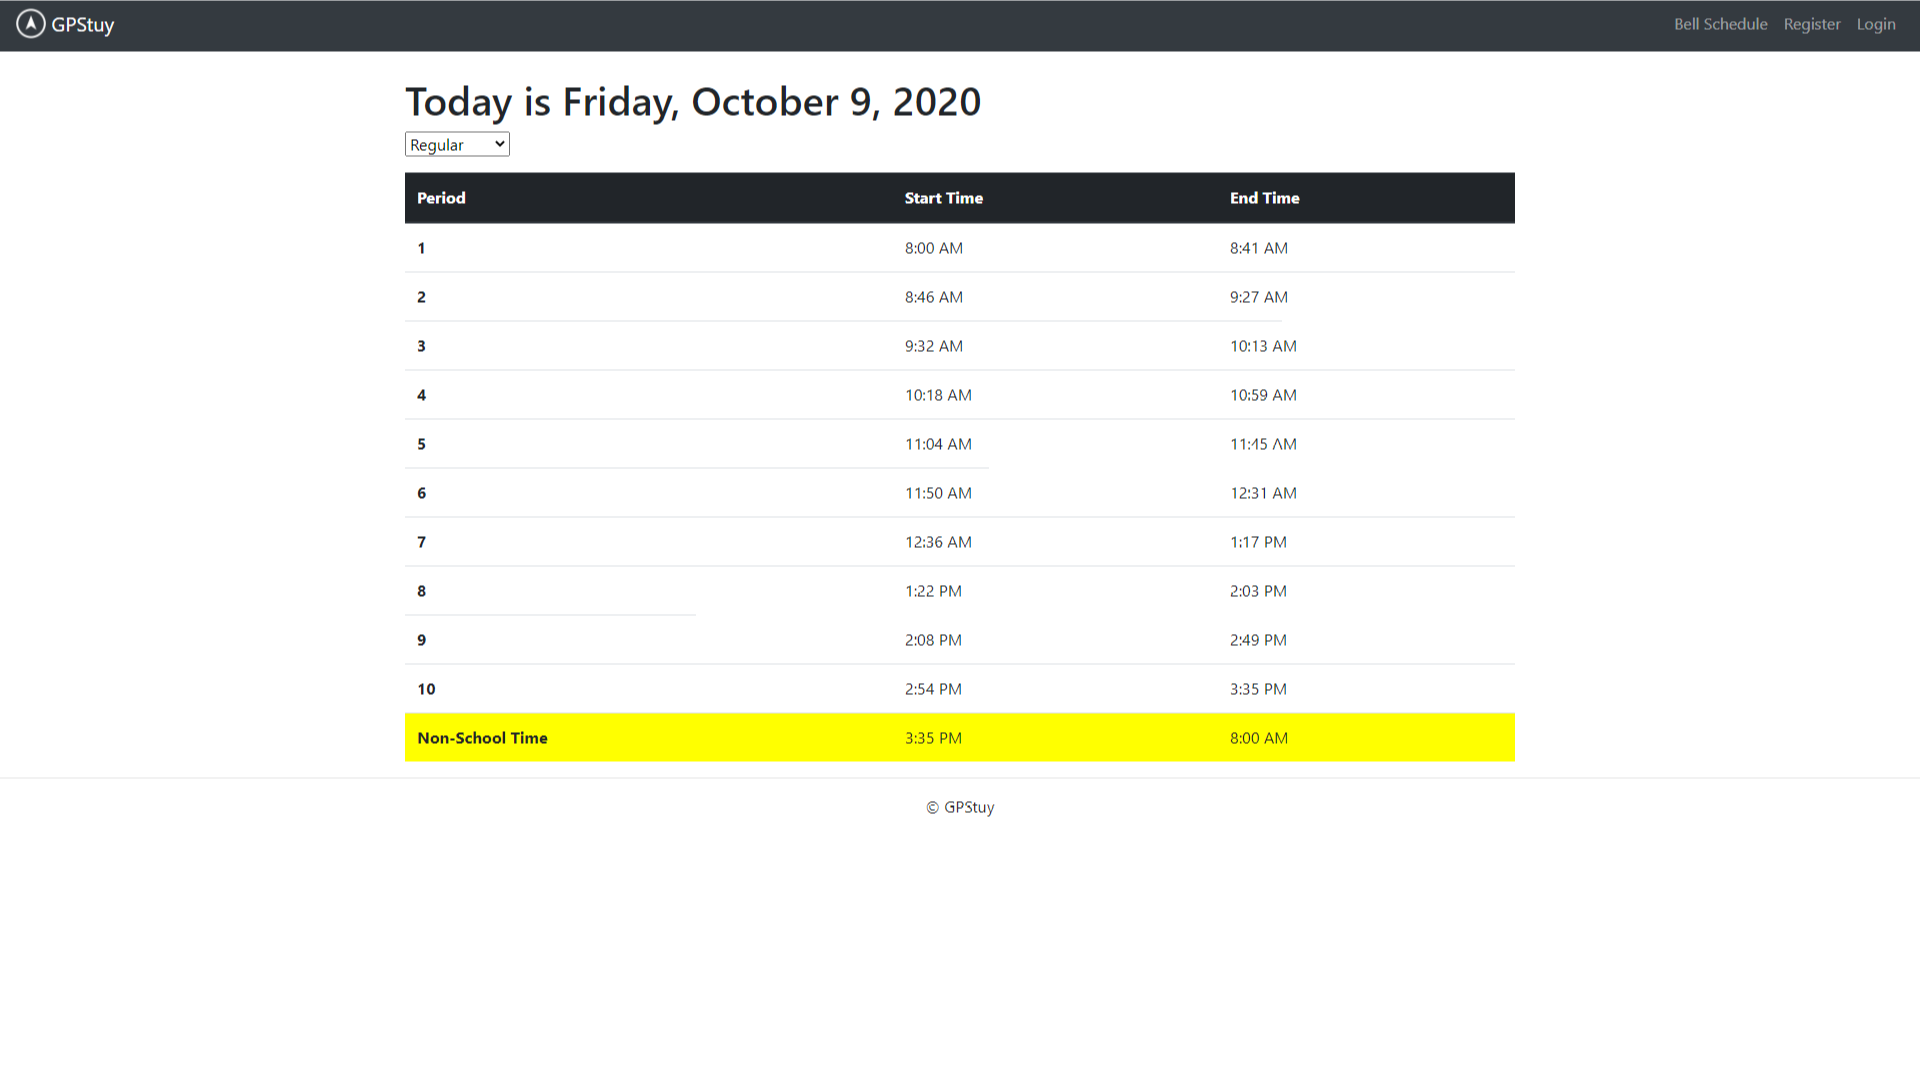 GPStuy Bell Schedule Register Login
Today is Friday, October 9, 2020
Regular
Period Start Time End Time
1 8:00 AM 8:41 AM
2 8:46 AM 9:27 AM
3 9:32 AM 10:13 AM
4 10:18 AM 10:59 AM
5 11:04 AM 11:45 AM
6 11:50 AM 12:31 AM
7 12:36 AM 1:17 PM
8 1:22 PM 2:03 PM
9 2:08 PM 2:49 PM
10 2:54 PM 3:35 PM
Non-School Time 3:35 PM 8:00 AM
© GPStuy